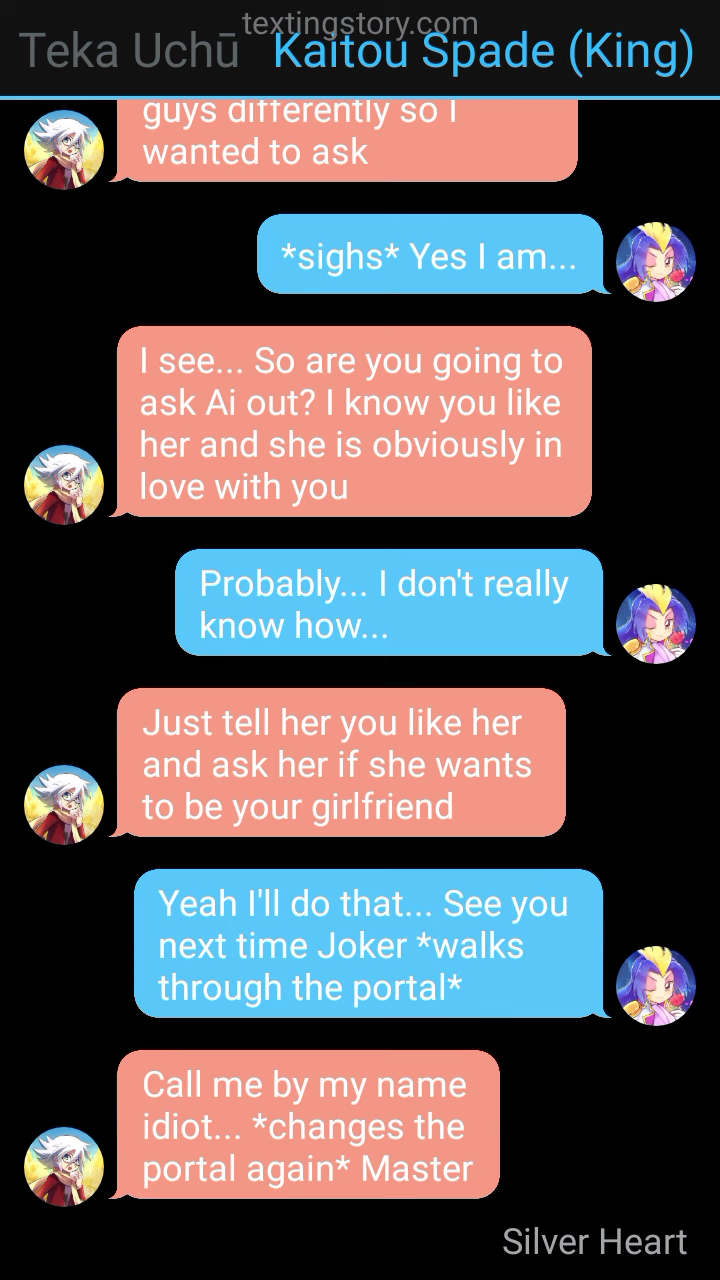 textingstory.com
Teka Uchū Kaitou Spade (King)
guys differently so I
wanted to ask
*sighs* Yes I am...
I see... So are you going to
ask Ai out? I know you like
her and she is obviously in
love with you
Probably... I don't really
know how...
Just tell her you like her
and ask her if she wants
to be your girlfriend
Yeah I'll do that... See you
next time Joker *walks
through the portal*
Call me by my name
idiot... *changes the
portal again* Master
Silver Heart